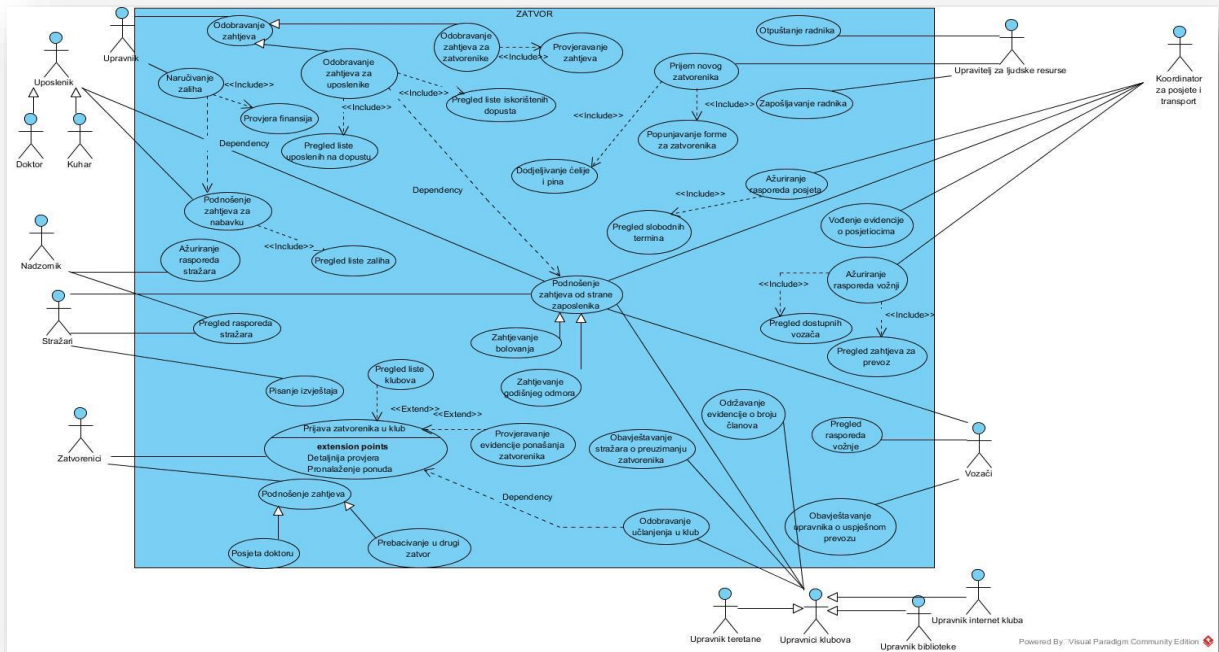 ZATVOR
Upravnik
Uposlenik
Doktor
Kuhar
Odobravanje
zahtjeva
Odobravanje
zahtjeva za
zatvorenike
<<Include>>
Provjeravanje
zahtjeva
Naručivanje
zaliha
<<Include>>
Provjera finansija
Odobravanje
zahtjeva za
uposlenike
<<Include>>
Pregled liste iskorištenih
dopusta
<<Include>>
Pregled liste
uposlenih na dopustu
Dependency
Dependency
Otpuštanje radnika
Upravitelj za ljudske resurse
Prijem novog
zatvorenika
Zapošljavanje radnika
<<Include>>
<<Include>>
Popunjavanje forme
za zatvorenika
Dodjeljivanje ćelije
i pina
Koordinator
za posjete i
transport
Ažuriranje
rasporeda posjeta
<<Include>>
Pregled slobodnih
termina
Vođenje evidencije
o posjetiocima
Podnošenje
zahtjeva za
nabavku
<<Include>>
Pregled liste zaliha
Nadzornik
Ažuriranje
rasporeda
stražara
Stražari
Pregled rasporeda
stražara
Podnošenje
zahtjeva od strane
zaposlenika
Ažuriranje
rasporeda vožnji
<<Include>>
<<Include>>
Pregled dostupnih
vozača
Pregled zahtjeva za
prevoz
Zahtjevanje
bolovanja
Zahtjevanje
godišnjeg odmora
Pisanje izvještaja
Pregled liste
klubova
<<Extend>>
<<Extend>>
Zatvorenici
Prijava zatvorenika u klub
extension points
Detaljnija provjera
Pronalaženje ponuda
Provjeravanje
evidencije ponašanja
zatvorenika
Obavještavanje
stražara o preuzimanju
zatvorenika
Održavanje
evidencije o broju
članova
Pregled
rasporeda
vožnje
Vozači
Podnošenje zahtjeva
Dependency
Odobravanje
učlanjenja u klub
Obavještavanje
upravnika o uspješnom
prevozu
Posjeta doktoru
Prebacivanje u drugi
zatvor
Upravnik teretane
Upravnici klubova
Upravnik internet kluba
Upravnik biblioteke
Powered By Visual Paradigm Community Edition